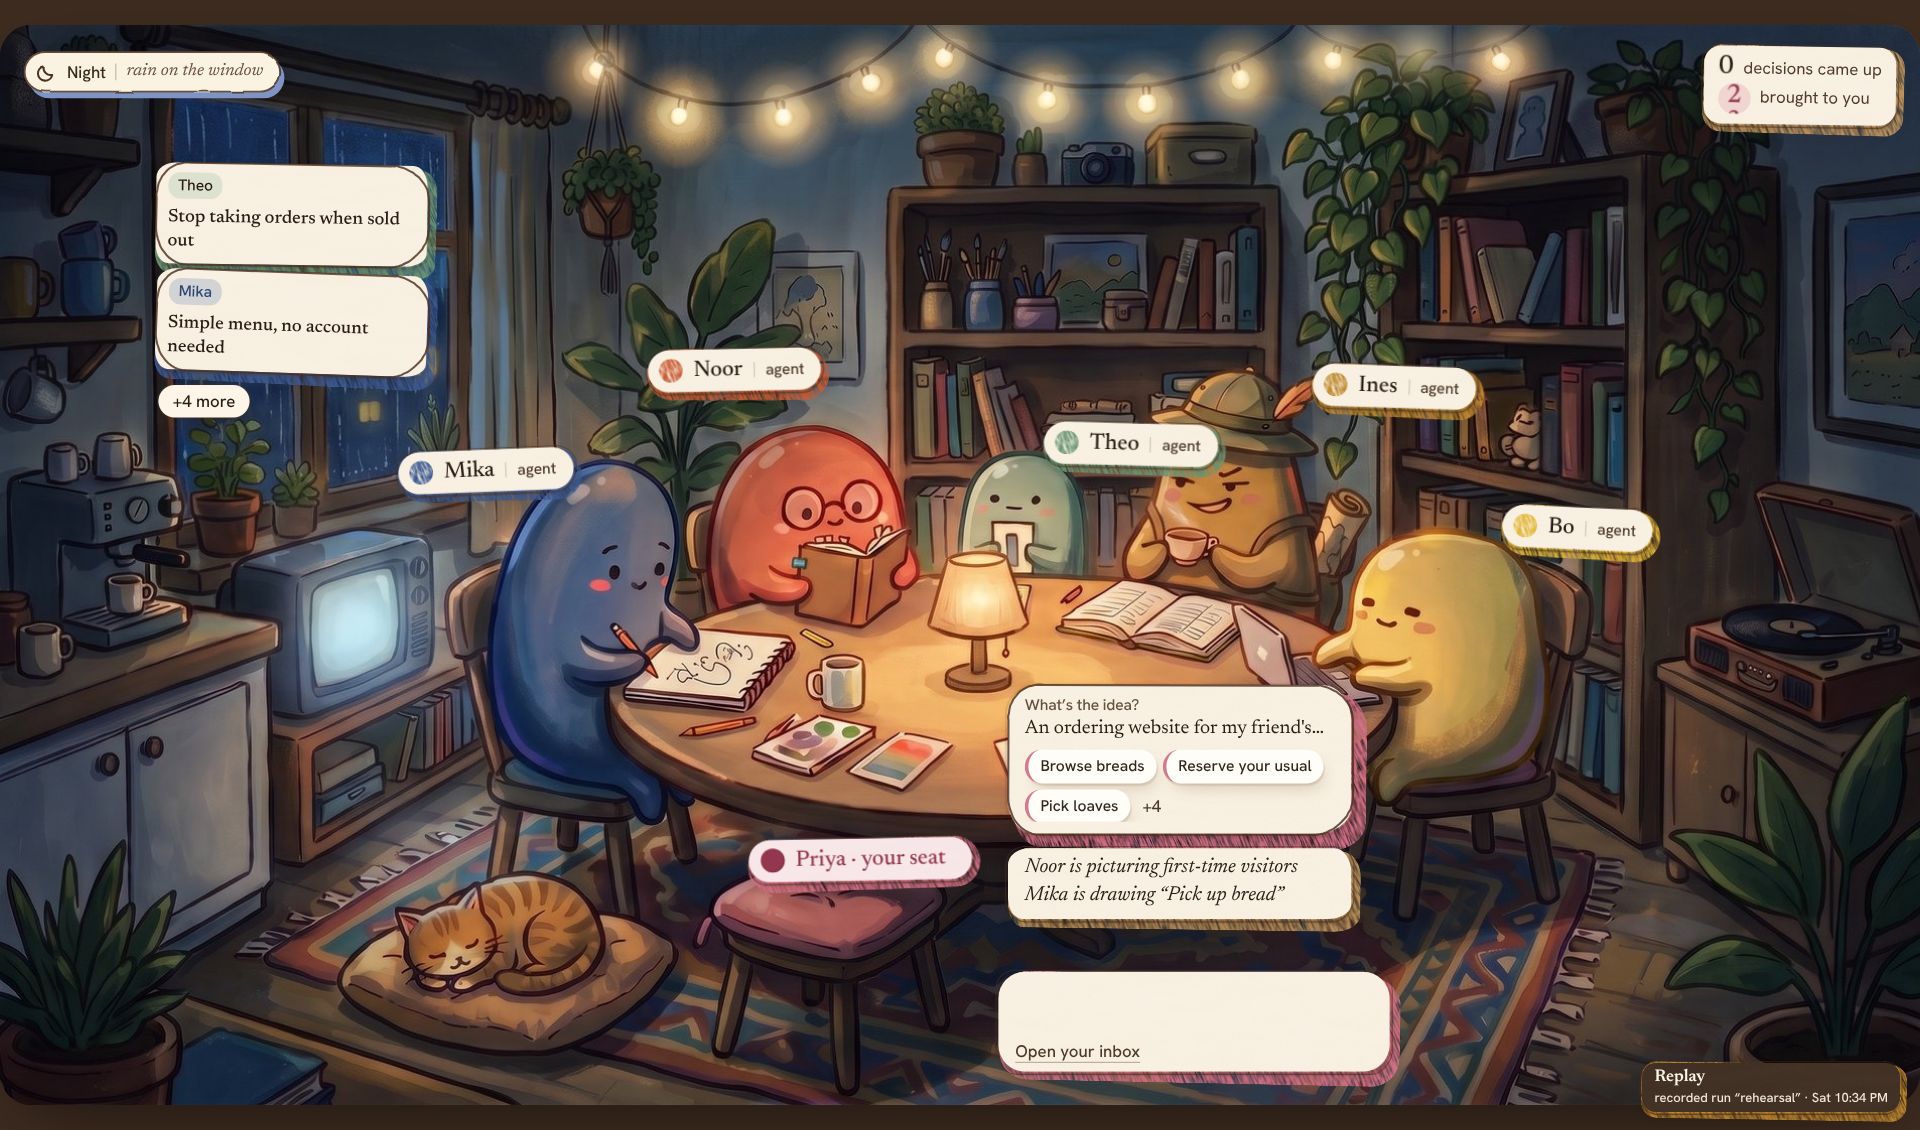 Night | rain on the window
0 decisions came up
2 brought to you
Theo
Stop taking orders when sold
out
Mika
Simple menu, no account
needed
+4 more
Noor | agent
Ines | agent
Theo | agent
Mika | agent
Bo | agent
What's the idea?
An ordering website for my friend's...
Browse breads
Reserve your usual
Pick loaves
+4
Priya · your seat
Noor is picturing first-time visitors
Mika is drawing “Pick up bread”
Open your inbox
Replay
recorded run “rehearsal” · Sat 10:34 PM